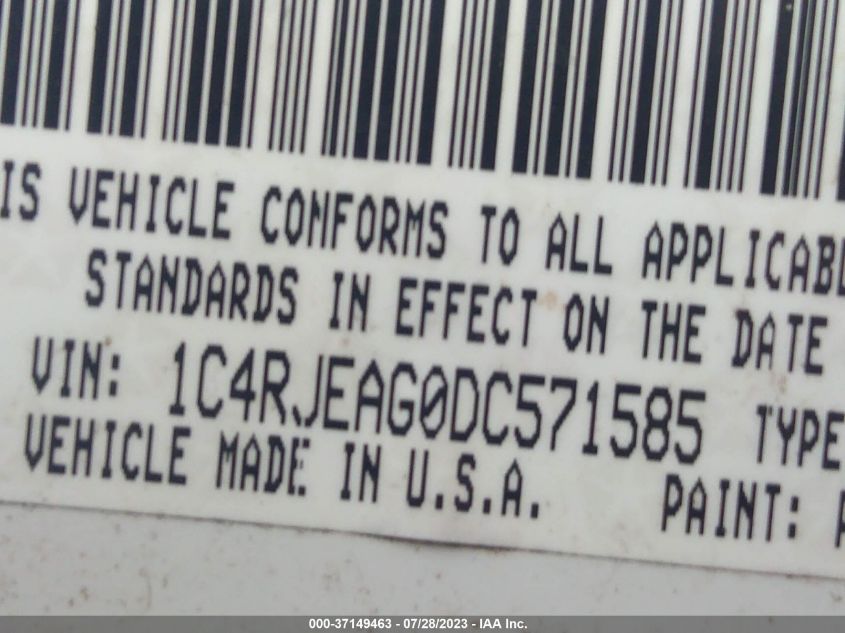 IS VEHICLE CONFORMS TO ALL APPLICABL
STANDARDS IN EFFECT ON THE DATE
VIN: 1C4RJEAG0DC571585 TYPE
VEHICLE MADE IN U.S.A. PAINT:
000-37149463 - 07/28/2023 - IAA Inc.